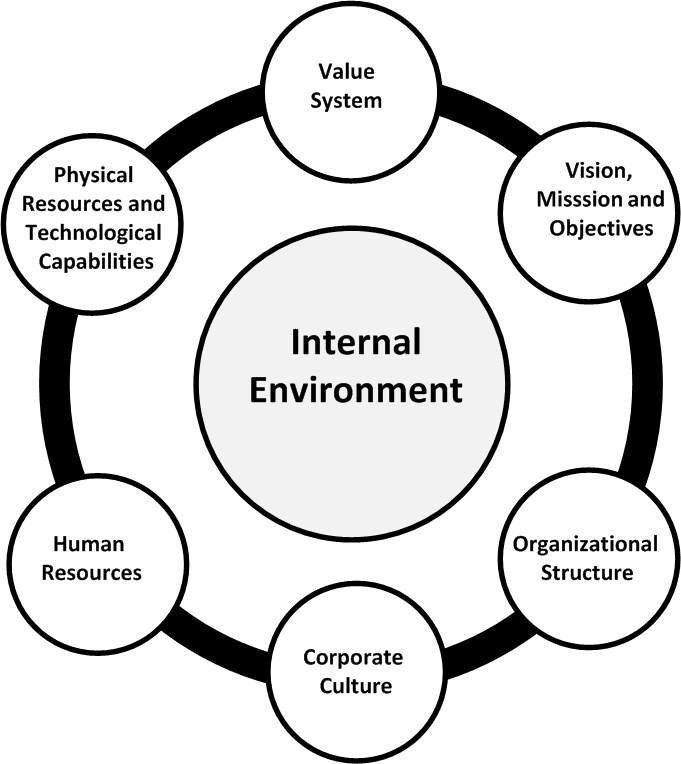 Value
System
Vision,
Misssion and
Objectives
Organizational
Structure
Corporate
Culture
Human
Resources
Physical
Resources and
Technological
Capabilities
Internal
Environment